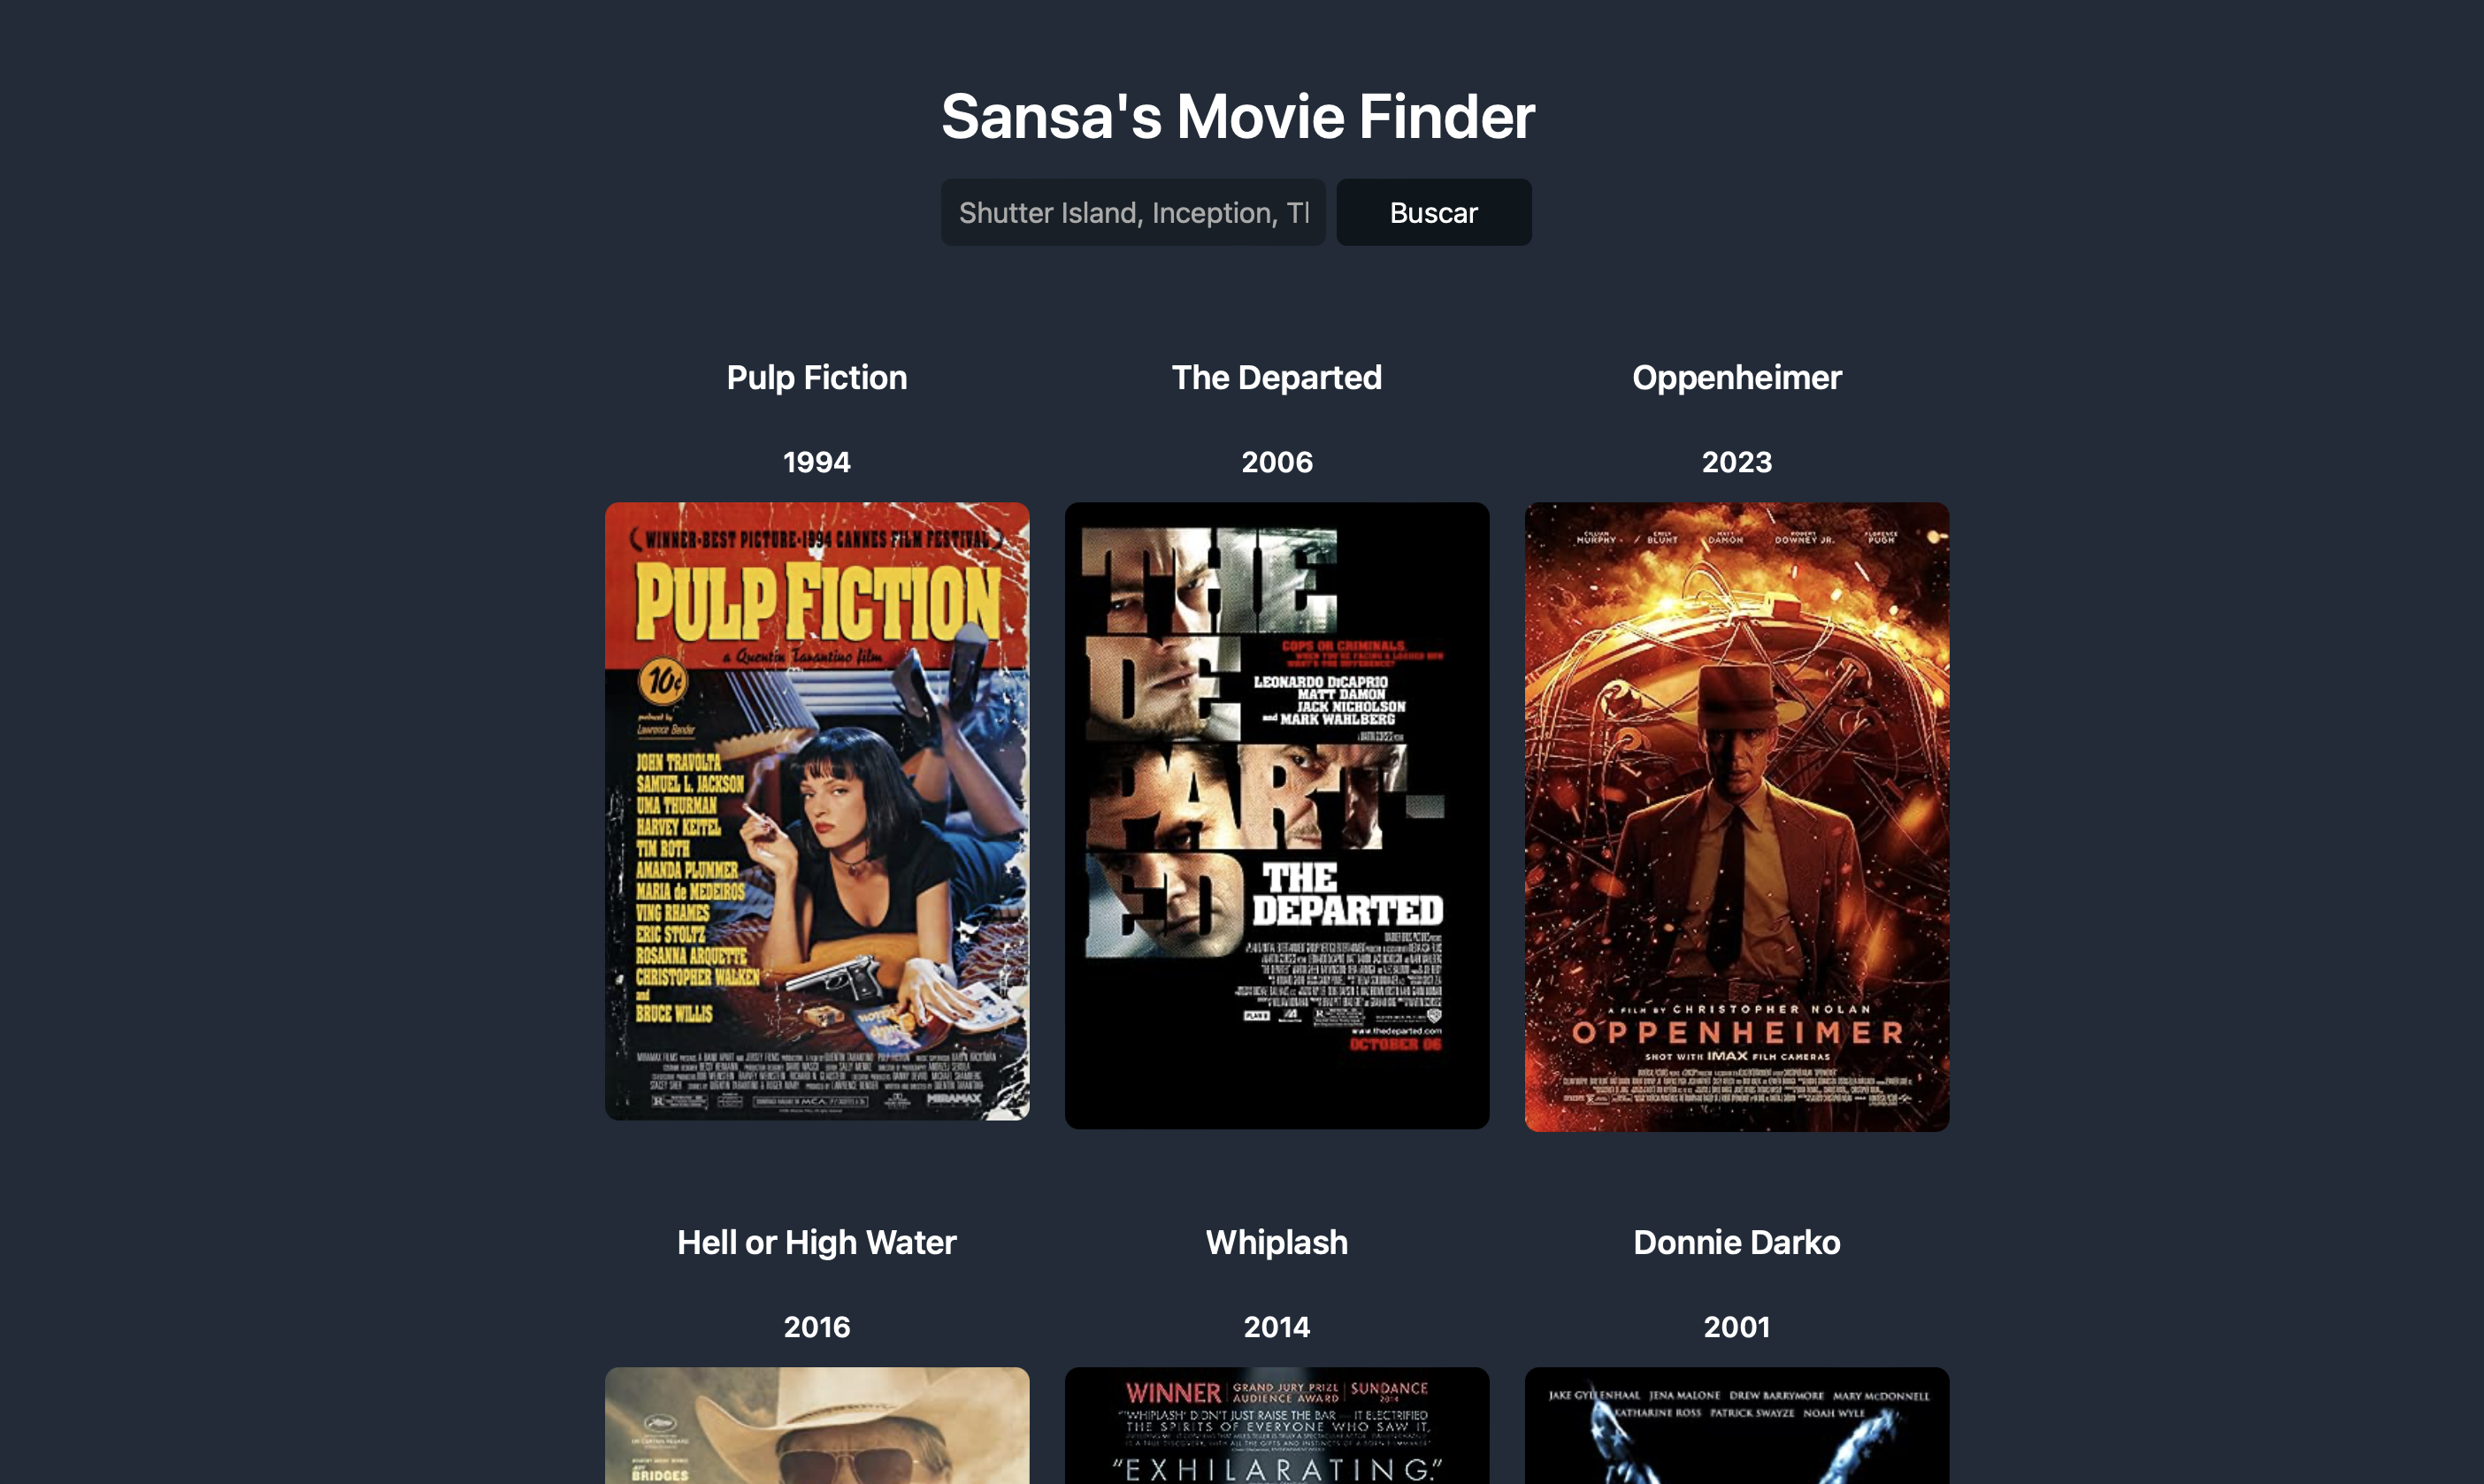 Sansa's Movie Finder
Shutter Island, Inception, Tl
Buscar
Pulp Fiction
The Departed
Oppenheimer
1994
2006
2023
WINNER-BEST PICTURE-1994 CANNES FILM FESTIVAL
PULP FICTION
a Quentin Tarantino film
10¢
produced by
Lawrence Bender
JOHN TRAVOLTA
SAMUEL L. JACKSON
UMA THURMAN
HARVEY KEITEL
TIM ROTH
AMANDA PLUMMER
MARIA de MEDEIROS
VING RHAMES
ERIC STOLTZ
ROSANNA ARQUETTE
CHRISTOPHER WALKEN
and
BRUCE WILLIS
R
MCA
MIRAMAX
THE
DE
PART-
ED
COPS OR CRIMINALS.
LEONARDO DiCAPRIO
MATT DAMON
JACK NICHOLSON
and MARK WAHLBERG
THE
DEPARTED
PLAN B
R
www.thedeparted.com
OCTOBER 06
CILLIAN MURPHY
EMILY BLUNT
MATT DAMON
ROBERT DOWNEY JR.
FLORENCE PUGH
A FILM BY CHRISTOPHER NOLAN
OPPENHEIMER
SHOT WITH IMAX FILM CAMERAS
Hell or High Water
Whiplash
Donnie Darko
2016
2014
2001
BRIDGES
WINNER
GRAND JURY PRIZE
AUDIENCE AWARD
SUNDANCE
2014
"'WHIPLASH' DIDN'T JUST RAISE THE BAR — IT ELECTRIFIED
THE SPIRITS OF EVERYONE WHO SAW IT,
"EXHILARATING."
JAKE GYLLENHAAL JENA MALONE DREW BARRYMORE MARY McDONNELL
KATHARINE ROSS PATRICK SWAYZE NOAH WYLE